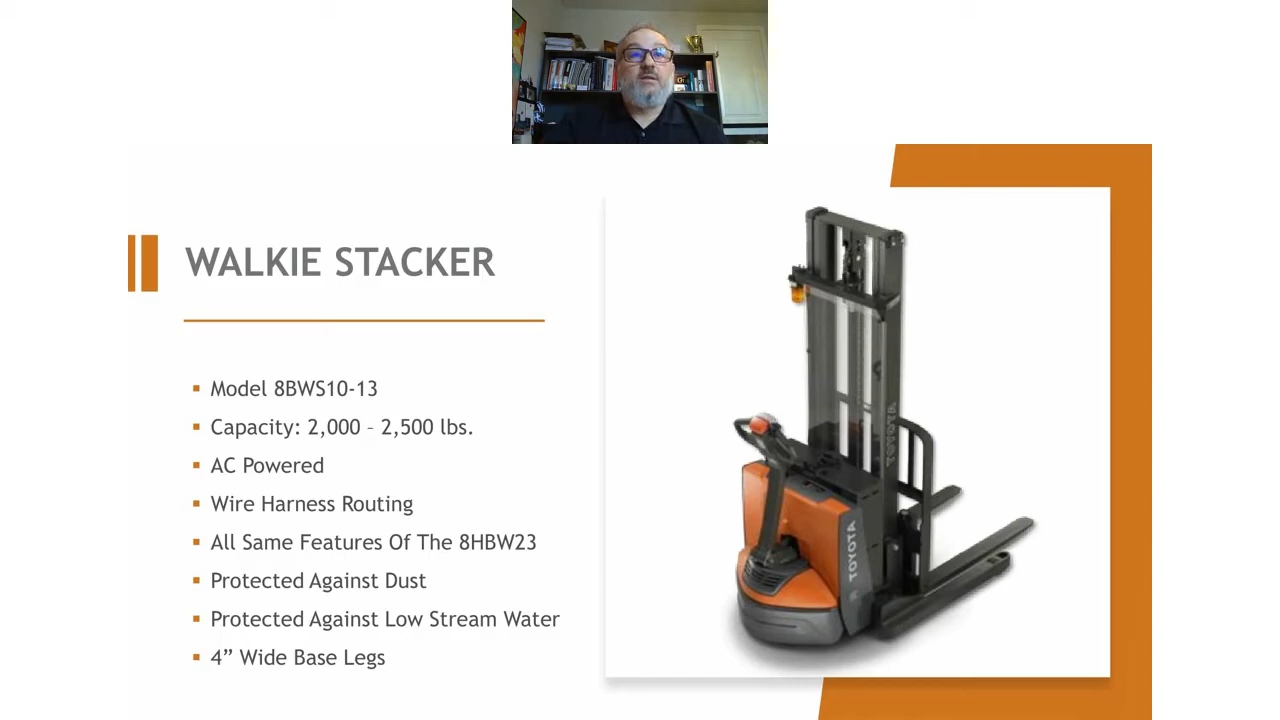 WALKIE STACKER
Model 8BWS10-13
Capacity: 2,000 – 2,500 lbs.
AC Powered
Wire Harness Routing
All Same Features Of The 8HBW23
Protected Against Dust
Protected Against Low Stream Water
4” Wide Base Legs
TOYOTA
TOYOTA